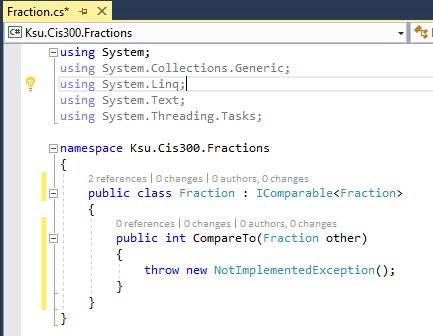 Fraction.cs*
C# Ksu.Cis300.Fractions
using System;
using System.Collections.Generic;
using System.Linq;
using System.Text;
using System.Threading.Tasks;
namespace Ksu.Cis300.Fractions
{
2 references | 0 changes | 0 authors, 0 changes
public class Fraction : IComparable<Fraction>
{
0 references | 0 changes | 0 authors, 0 changes
public int CompareTo(Fraction other)
{
throw new NotImplementedException();
}
}
}